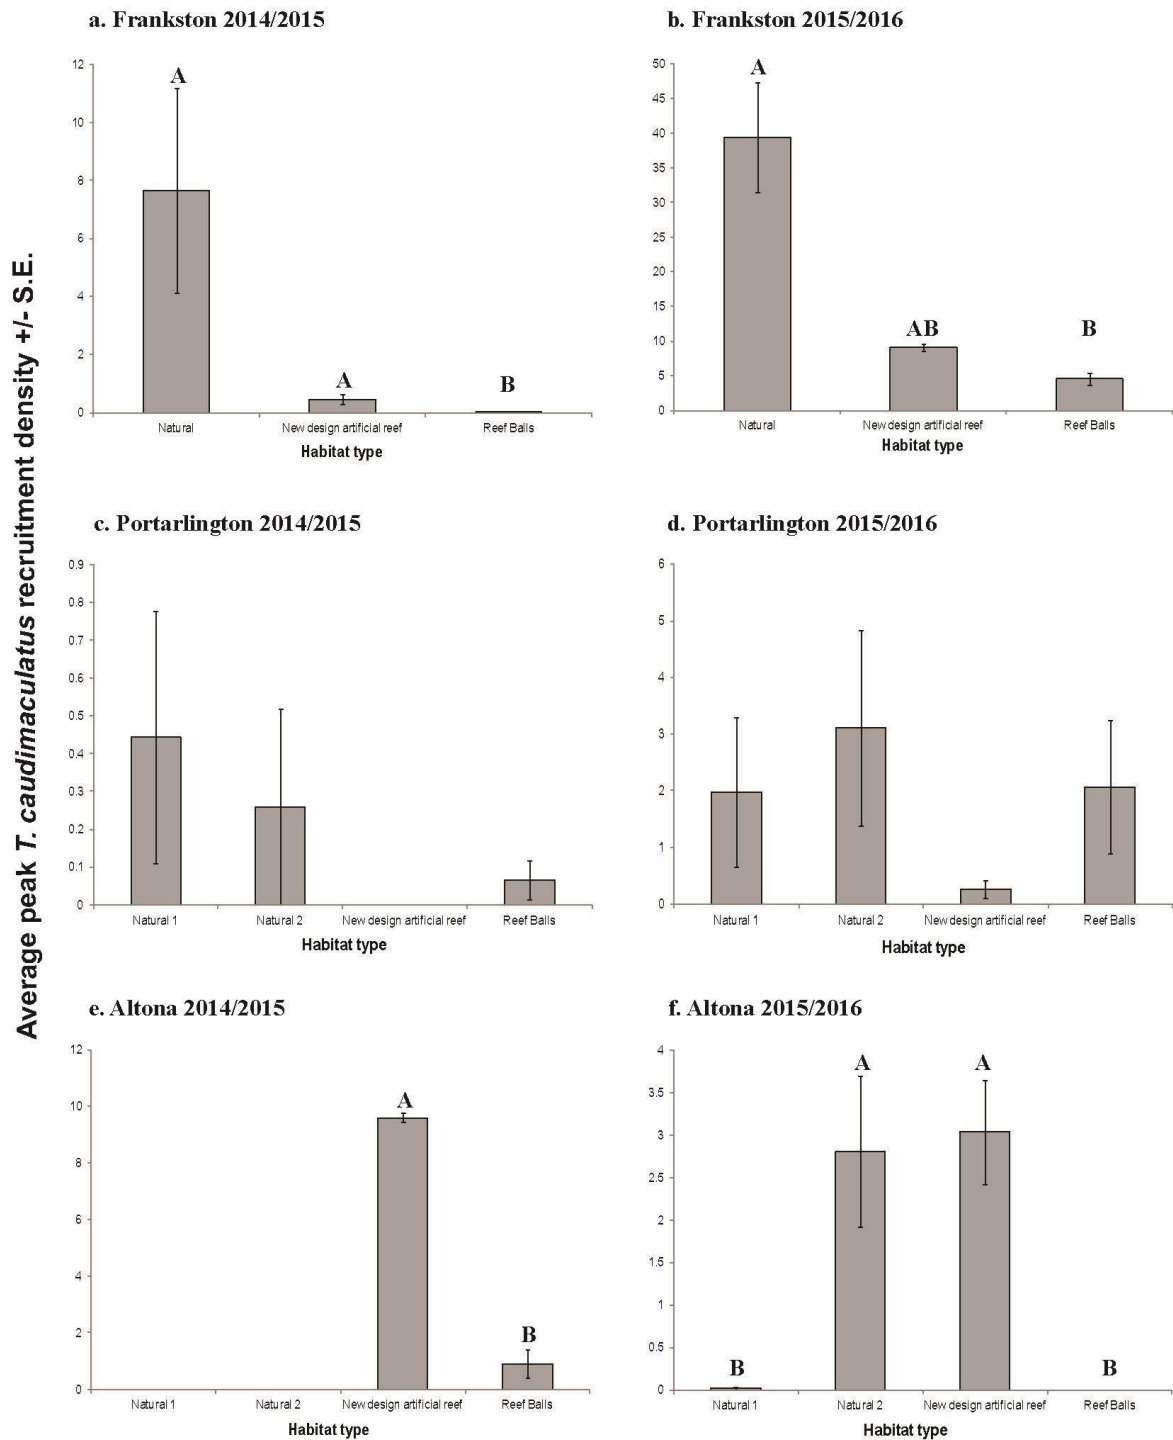 Average peak T. caudimaculatus recruitment density +/- S.E.
a. Frankston 2014/2015
12
10
8
6
4
2
0
A
A
B
Natural
New design artificial reef
Reef Balls
Habitat type
b. Frankston 2015/2016
50
45
40
35
30
25
20
15
10
5
0
A
AB
B
Natural
New design artificial reef
Reef Balls
Habitat type
c. Portarlington 2014/2015
0.9
0.8
0.7
0.6
0.5
0.4
0.3
0.2
0.1
0
Natural 1
Natural 2
New design artificial reef
Reef Balls
Habitat type
d. Portarlington 2015/2016
6
5
4
3
2
1
0
Natural 1
Natural 2
New design artificial reef
Reef Balls
Habitat type
e. Altona 2014/2015
12
10
8
6
4
2
0
A
B
Natural 1
Natural 2
New design artificial reef
Reef Balls
Habitat type
f. Altona 2015/2016
4
3.5
3
2.5
2
1.5
1
0.5
0
B
A
A
B
Natural 1
Natural 2
New design artificial reef
Reef Balls
Habitat type